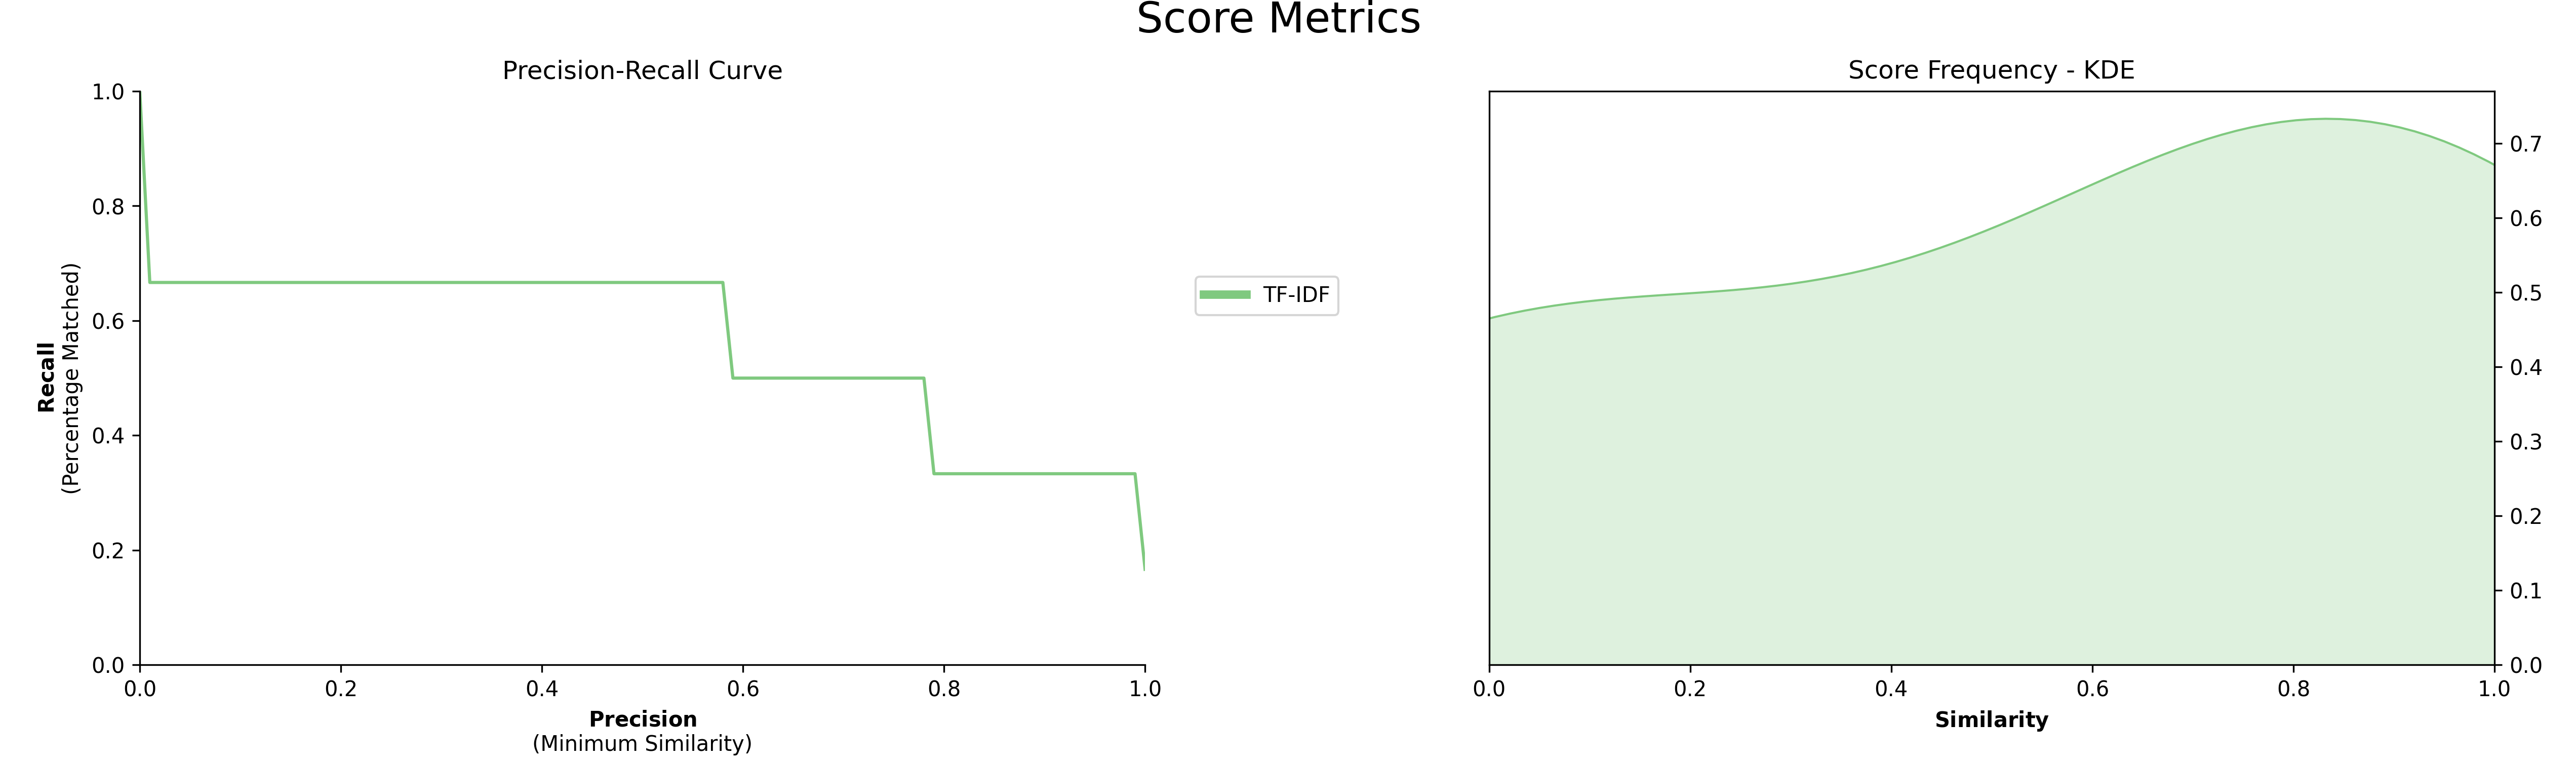 Score Metrics
Precision-Recall Curve
1.0
0.8
0.6
0.4
0.2
0.0
Recall
(Percentage Matched)
0.0 0.2 0.4 0.6 0.8 1.0
Precision
(Minimum Similarity)
TF-IDF
Score Frequency - KDE
0.7
0.6
0.5
0.4
0.3
0.2
0.1
0.0
0.0 0.2 0.4 0.6 0.8 1.0
Similarity